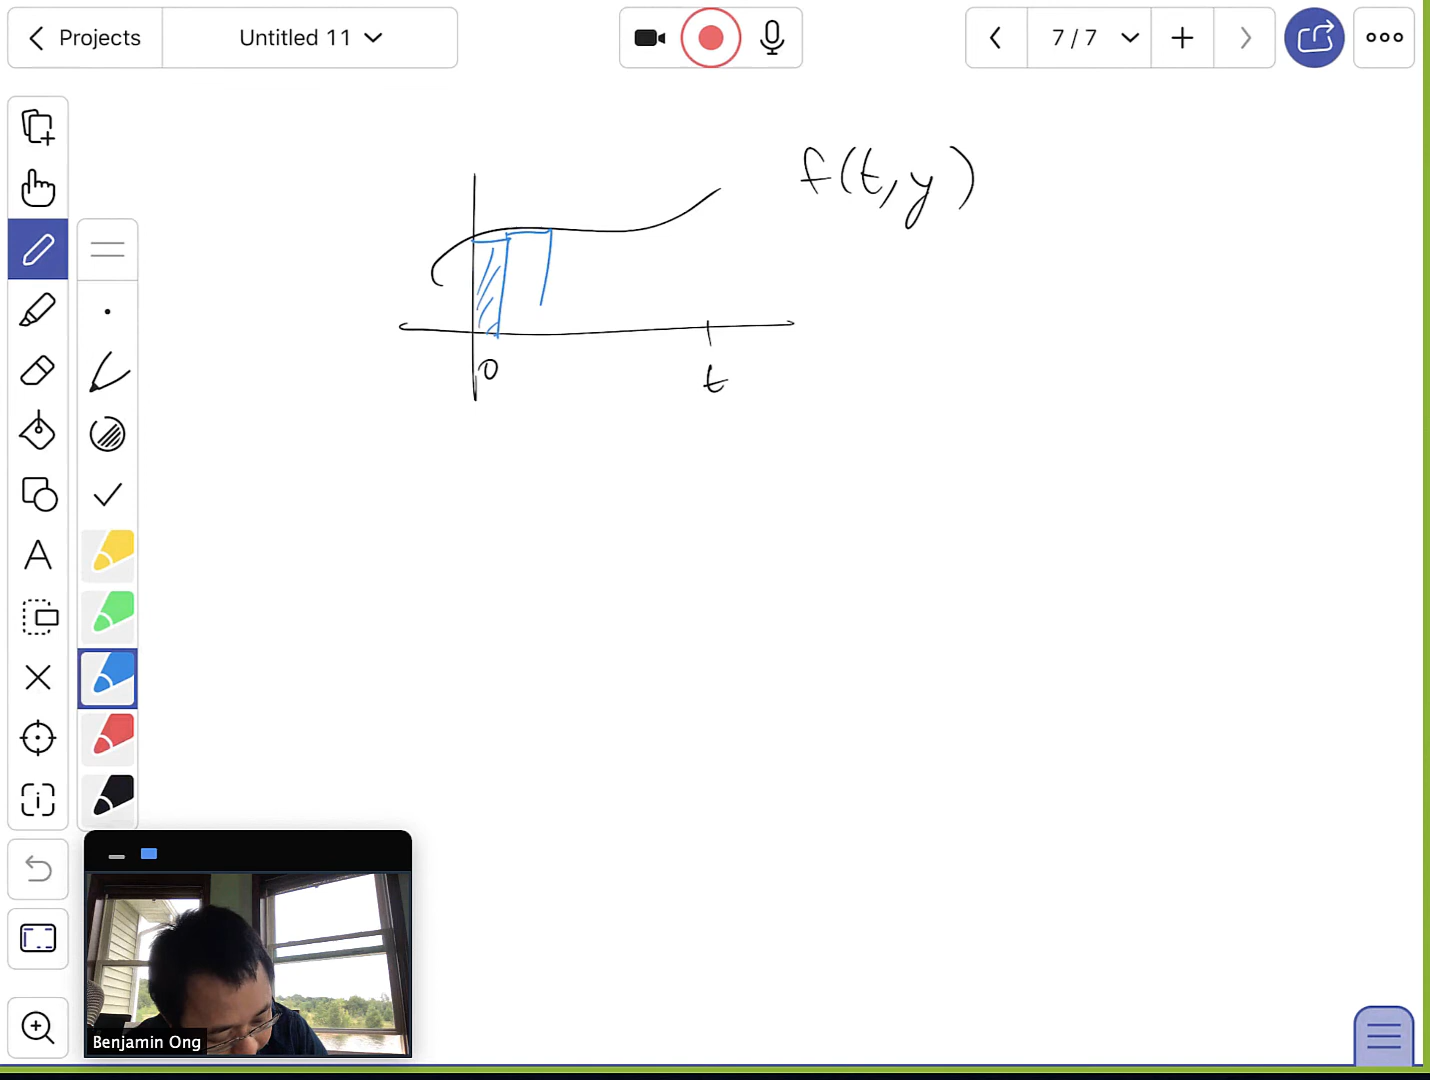 Projects
Untitled 11
7 / 7
f(t,y)
0
t
A
i
Benjamin Ong